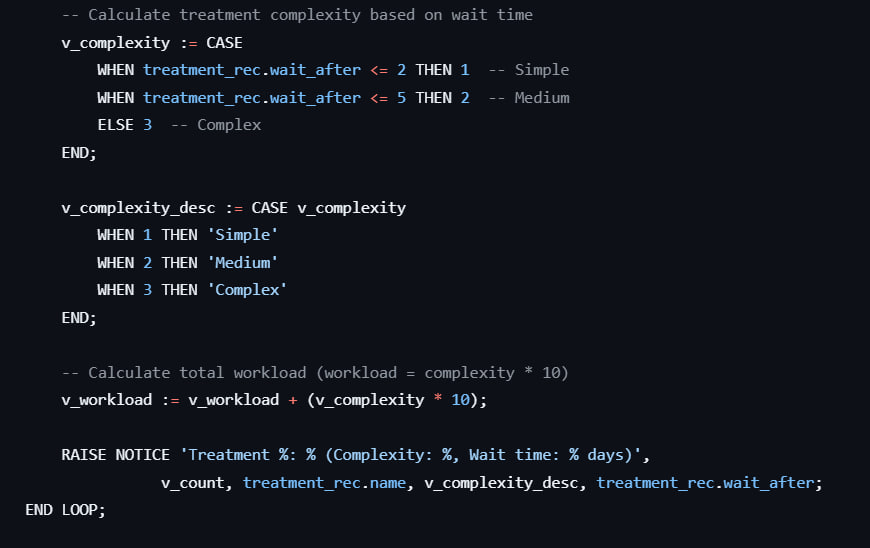 -- Calculate treatment complexity based on wait time
v_complexity := CASE
WHEN treatment_rec.wait_after <= 2 THEN 1  -- Simple
WHEN treatment_rec.wait_after <= 5 THEN 2  -- Medium
ELSE 3  -- Complex
END;
v_complexity_desc := CASE v_complexity
WHEN 1 THEN 'Simple'
WHEN 2 THEN 'Medium'
WHEN 3 THEN 'Complex'
END;
-- Calculate total workload (workload = complexity * 10)
v_workload := v_workload + (v_complexity * 10);
RAISE NOTICE 'Treatment %: % (Complexity: %, Wait time: % days)',
v_count, treatment_rec.name, v_complexity_desc, treatment_rec.wait_after;
END LOOP;